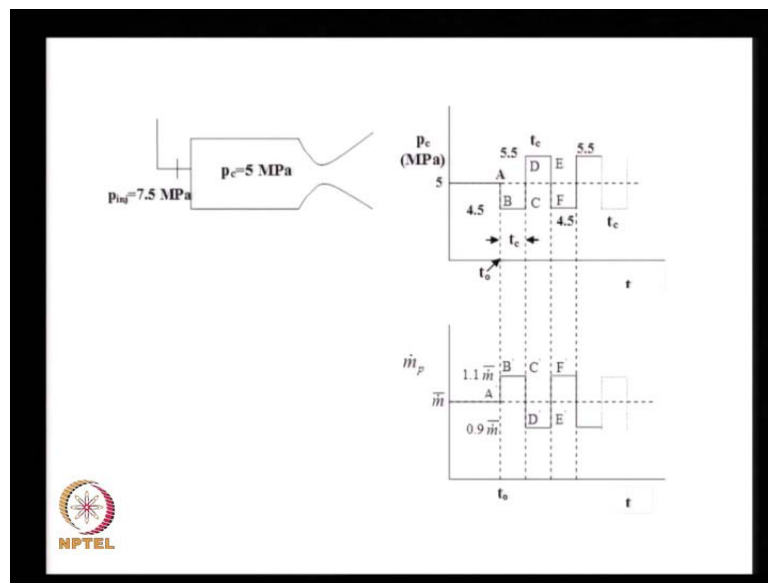 p_inj=7.5 MPa
p_c=5 MPa
p_c
(MPa)
5
5.5
t_c
5.5
A
D
E
B
C
F
4.5
4.5
t_c
t_c
t_o
t
ṁ_p
1.1 m̄̇
m̄̇
0.9 m̄̇
A'
B'
C'
F'
D'
E'
t_o
t
NPTEL